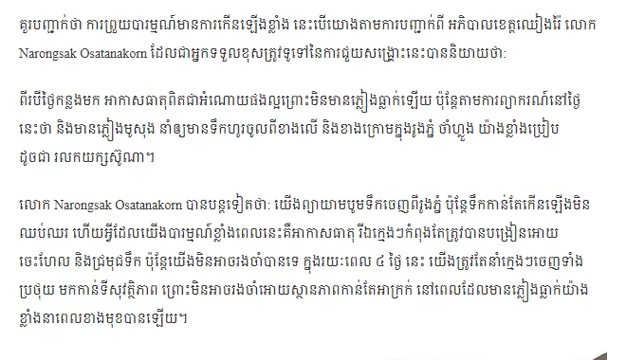 គួរបញ្ជាក់ថា ការព្រួយបារម្មណ៍មានការកើនឡើងខ្លាំង នេះបើយោងតាមការបញ្ជាក់ពី អភិបាលខេត្តឈៀងរ៉ៃ លោក
Narongsak Osatanakorn ដែលជាអ្នកទទួលខុសត្រូវទូទៅនៃការជួយសង្គ្រោះនេះបាននិយាយថា:
ពីរបីថ្ងៃកន្លងមក អាកាសធាតុពិតជាអំណោយផងល្អព្រោះមិនមានភ្លៀងធ្លាក់ឡើយ ប៉ុន្តែតាមការព្យាករណ៍នៅថ្ងៃ
នេះថា និងមានភ្លៀងមូសុង នាំឲ្យមានទឹកហូរចូលពីខាងលើ និងខាងក្រោមក្នុងរូងភ្នំ ថាំហ្លួង យ៉ាងខ្លាំងប្រៀប
ដូចជា រលកយក្សស៊ូណា។
លោក Narongsak Osatanakorn បានបន្តទៀតថា: យើងព្យាយាមបូមទឹកចេញពីរូងភ្នំ ប៉ុន្តែទឹកកាន់តែកើនឡើងមិន
ឈប់ឈរ ហើយអ្វីដែលយើងបារម្មណ៍ខ្លាំងពេលនេះគឺអាកាសធាតុ រីឯក្មេងៗកំពុងតែត្រូវបានបង្រៀនអោយ
ចេះហែល និងជ្រមុជទឹក ប៉ុន្តែយើងមិនអាចរងចាំបានទេ ក្នុងរយៈពេល ៤ ថ្ងៃ នេះ យើងត្រូវតែនាំក្មេងៗចេញទាំង
ប្រថុយ មកកាន់ទីសុវត្ថិភាព ព្រោះមិនអាចរងចាំអោយស្ថានភាពកាន់តែអាក្រក់ នៅពេលដែលមានភ្លៀងធ្លាក់យ៉ាង
ខ្លាំងនាពេលខាងមុខបានឡើយ។